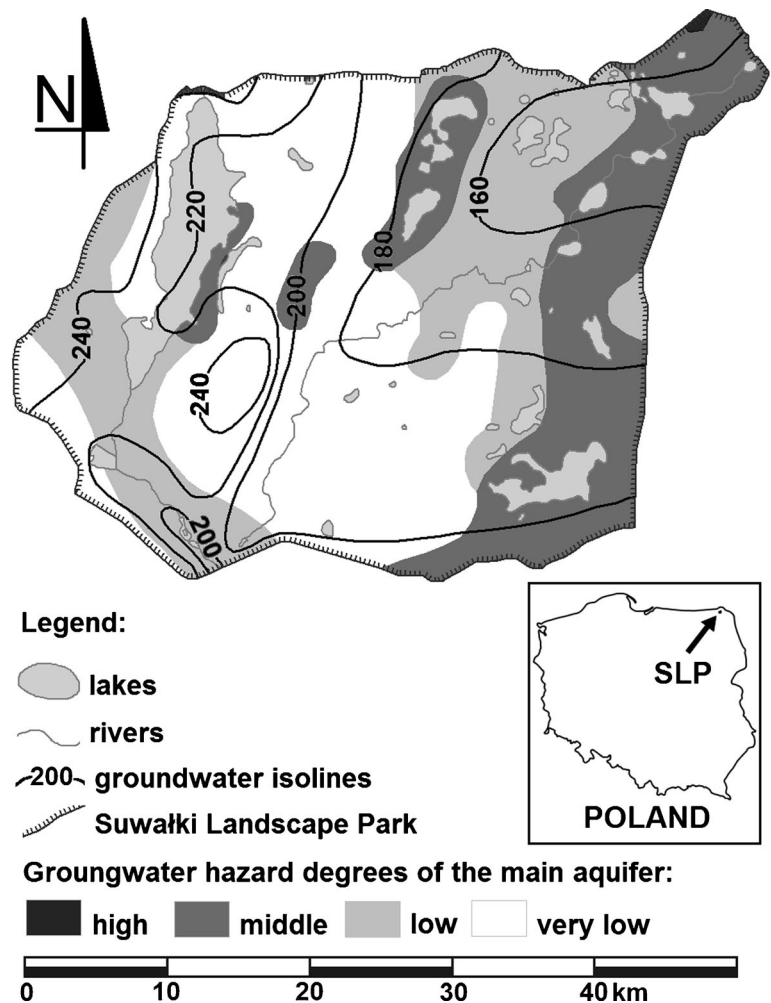 N
220
160
180
200
240
240
200
Legend:
lakes
rivers
200 groundwater isolines
Suwałki Landscape Park
SLP
POLAND
Groungwater hazard degrees of the main aquifer:
high middle low very low
0 10 20 30 40 km